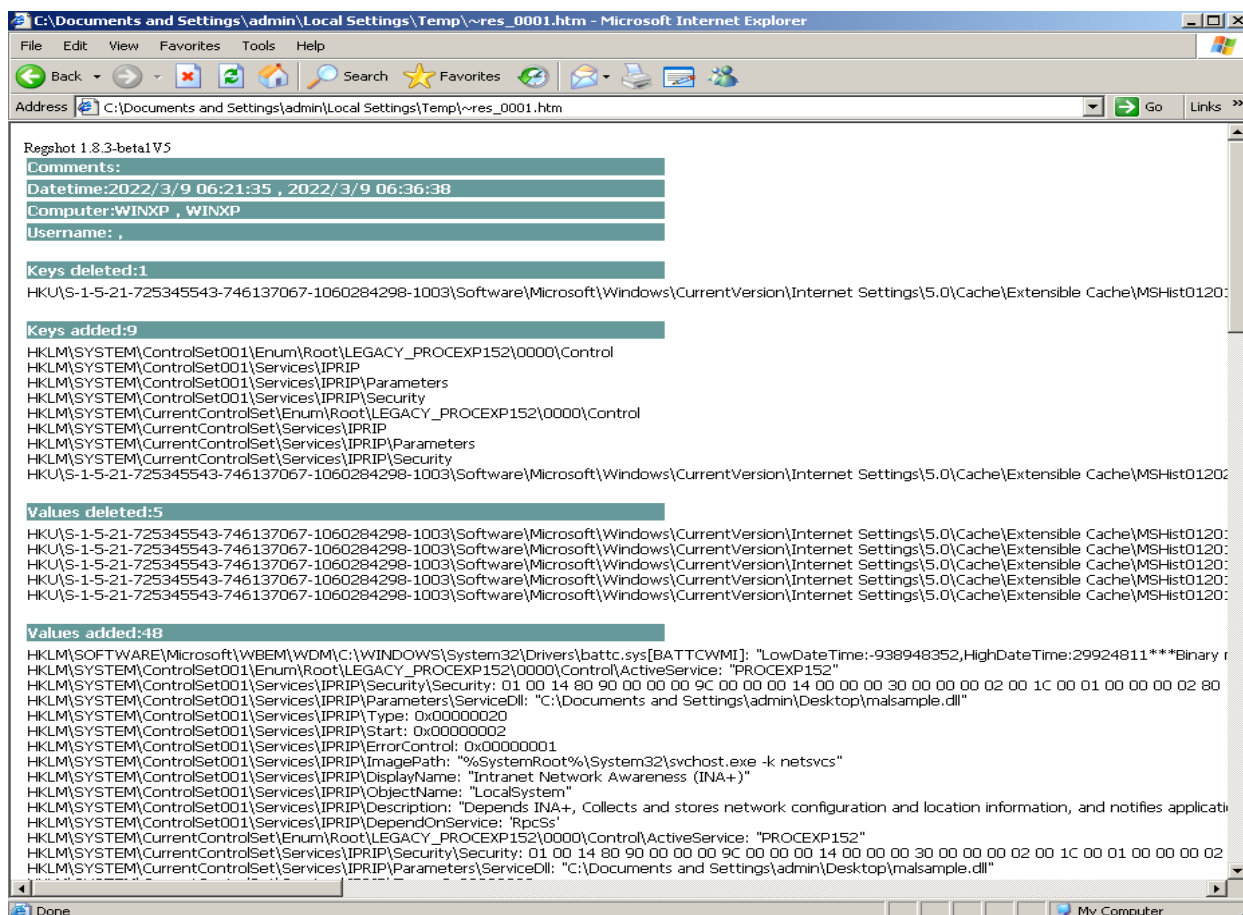 C:\Documents and Settings\admin\Local Settings\Temp\~res_0001.htm - Microsoft Internet Explorer
File Edit View Favorites Tools Help
Back Search Favorites
Address C:\Documents and Settings\admin\Local Settings\Temp\~res_0001.htm Go Links »
Regshot 1.8.3-beta1V5
Comments:
Datetime:2022/3/9 06:21:35 , 2022/3/9 06:36:38
Computer:WINXP , WINXP
Username: ,
Keys deleted:1
HKU\S-1-5-21-725345543-746137067-1060284298-1003\Software\Microsoft\Windows\CurrentVersion\Internet Settings\5.0\Cache\Extensible Cache\MSHist01201
Keys added:9
HKLM\SYSTEM\ControlSet001\Enum\Root\LEGACY_PROCEXP152\0000\Control
HKLM\SYSTEM\ControlSet001\Services\IPRIP
HKLM\SYSTEM\ControlSet001\Services\IPRIP\Parameters
HKLM\SYSTEM\ControlSet001\Services\IPRIP\Security
HKLM\SYSTEM\CurrentControlSet\Enum\Root\LEGACY_PROCEXP152\0000\Control
HKLM\SYSTEM\CurrentControlSet\Services\IPRIP
HKLM\SYSTEM\CurrentControlSet\Services\IPRIP\Parameters
HKLM\SYSTEM\CurrentControlSet\Services\IPRIP\Security
HKU\S-1-5-21-725345543-746137067-1060284298-1003\Software\Microsoft\Windows\CurrentVersion\Internet Settings\5.0\Cache\Extensible Cache\MSHist01202
Values deleted:5
HKU\S-1-5-21-725345543-746137067-1060284298-1003\Software\Microsoft\Windows\CurrentVersion\Internet Settings\5.0\Cache\Extensible Cache\MSHist01201
HKU\S-1-5-21-725345543-746137067-1060284298-1003\Software\Microsoft\Windows\CurrentVersion\Internet Settings\5.0\Cache\Extensible Cache\MSHist01201
HKU\S-1-5-21-725345543-746137067-1060284298-1003\Software\Microsoft\Windows\CurrentVersion\Internet Settings\5.0\Cache\Extensible Cache\MSHist01201
HKU\S-1-5-21-725345543-746137067-1060284298-1003\Software\Microsoft\Windows\CurrentVersion\Internet Settings\5.0\Cache\Extensible Cache\MSHist01201
HKU\S-1-5-21-725345543-746137067-1060284298-1003\Software\Microsoft\Windows\CurrentVersion\Internet Settings\5.0\Cache\Extensible Cache\MSHist01201
Values added:48
HKLM\SOFTWARE\Microsoft\WBEM\WDM\C:\WINDOWS\System32\Drivers\battc.sys[BATTCWMI]: "LowDateTime:-938948352,HighDateTime:29924811***Binary
HKLM\SYSTEM\ControlSet001\Enum\Root\LEGACY_PROCEXP152\0000\Control\ActiveService: "PROCEXP152"
HKLM\SYSTEM\ControlSet001\Services\IPRIP\Security\Security: 01 00 14 80 90 00 00 00 9C 00 00 00 14 00 00 00 30 00 00 00 02 00 1C 00 01 00 00 00 02 80
HKLM\SYSTEM\ControlSet001\Services\IPRIP\Parameters\ServiceDll: "C:\Documents and Settings\admin\Desktop\malsample.dll"
HKLM\SYSTEM\ControlSet001\Services\IPRIP\Type: 0x00000020
HKLM\SYSTEM\ControlSet001\Services\IPRIP\Start: 0x00000002
HKLM\SYSTEM\ControlSet001\Services\IPRIP\ErrorControl: 0x00000001
HKLM\SYSTEM\ControlSet001\Services\IPRIP\ImagePath: "%SystemRoot%\System32\svchost.exe -k netsvcs"
HKLM\SYSTEM\ControlSet001\Services\IPRIP\DisplayName: "Intranet Network Awareness (INA+)"
HKLM\SYSTEM\ControlSet001\Services\IPRIP\ObjectName: "LocalSystem"
HKLM\SYSTEM\ControlSet001\Services\IPRIP\Description: "Depends INA+, Collects and stores network configuration and location information, and notifies applicati
HKLM\SYSTEM\ControlSet001\Services\IPRIP\DependOnService: 'RpcSs'
HKLM\SYSTEM\CurrentControlSet\Enum\Root\LEGACY_PROCEXP152\0000\Control\ActiveService: "PROCEXP152"
HKLM\SYSTEM\CurrentControlSet\Services\IPRIP\Security\Security: 01 00 14 80 90 00 00 00 9C 00 00 00 14 00 00 00 30 00 00 00 02 00 1C 00 01 00 00 00 02
HKLM\SYSTEM\CurrentControlSet\Services\IPRIP\Parameters\ServiceDll: "C:\Documents and Settings\admin\Desktop\malsample.dll"
Done My Computer